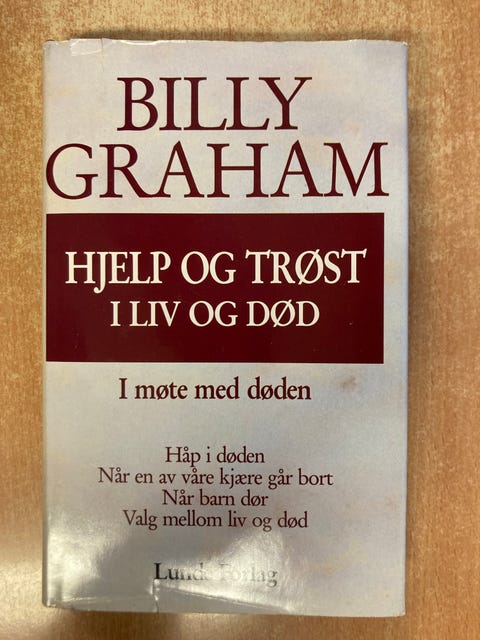 BILLY
GRAHAM
HJELP OG TRØST
I LIV OG DØD
I møte med døden
Håp i døden
Når en av våre kjære går bort
Når barn dør
Valg mellom liv og død
Lunde Forlag